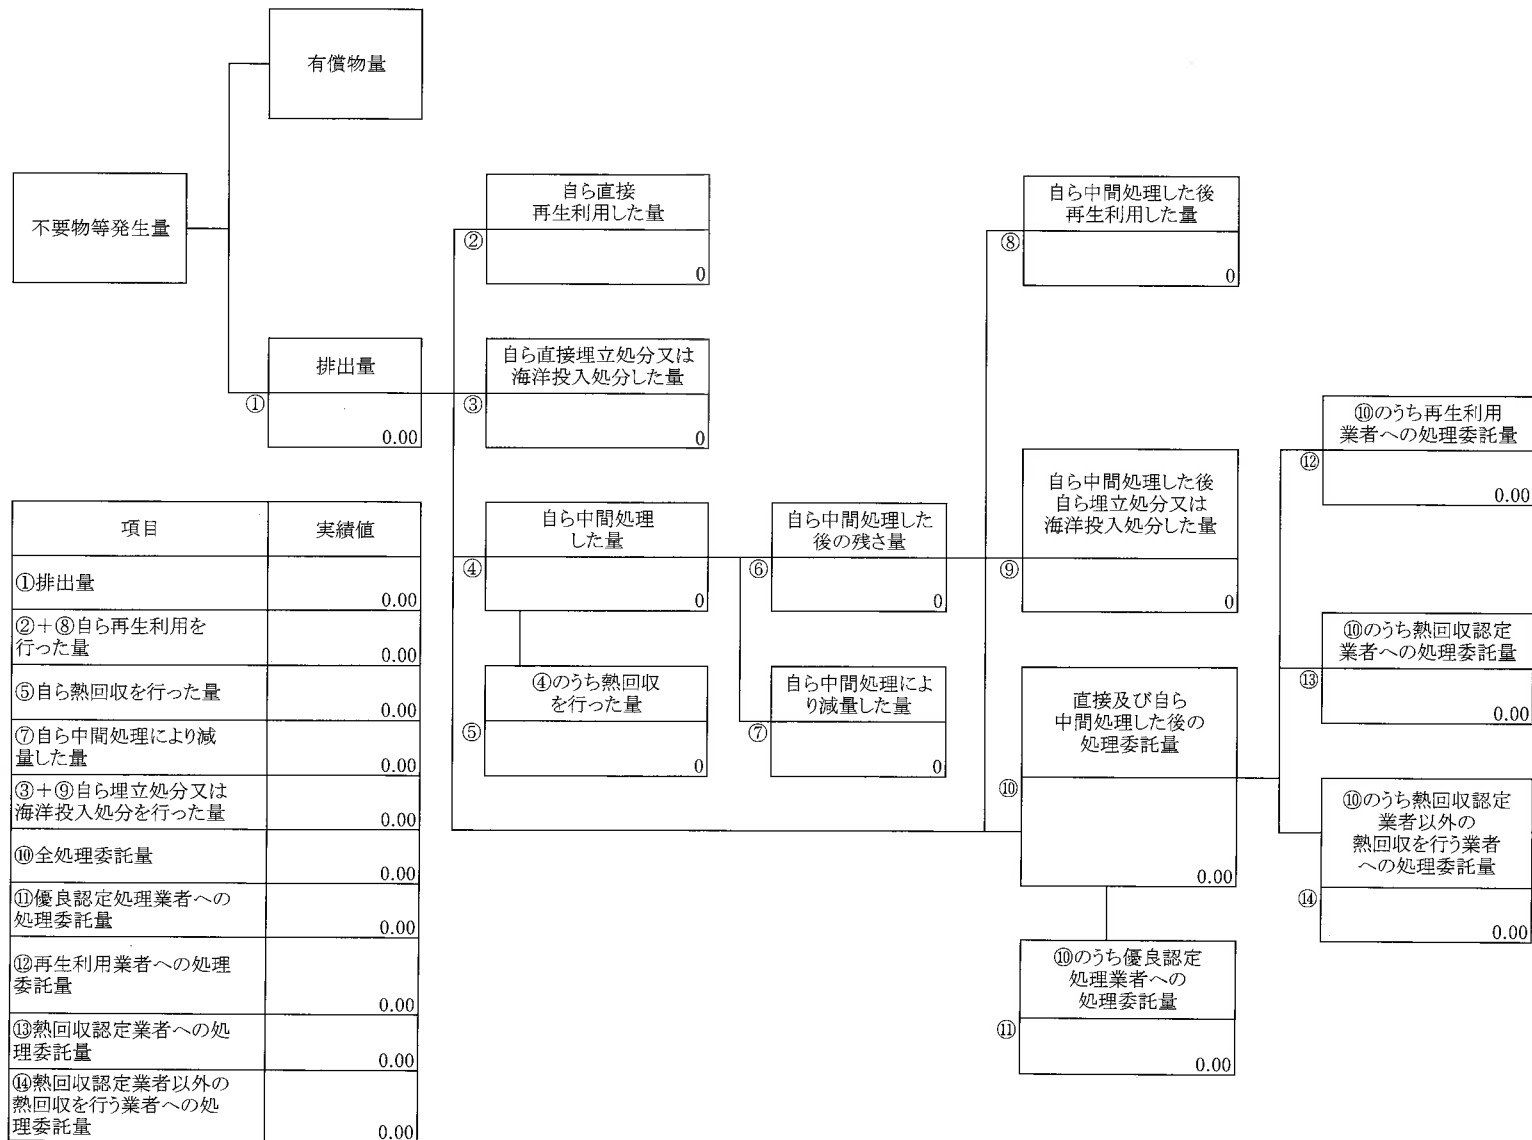 有償物量
不要物等発生量
排出量
①
0.00
自ら直接
再生利用した量
②
0
自ら直接埋立処分又は
海洋投入処分した量
③
0
自ら中間処理
した量
④
0
④のうち熱回収
を行った量
⑤
0
自ら中間処理した
後の残さ量
⑥
0
自ら中間処理によ
り減量した量
⑦
0
自ら中間処理した後
再生利用した量
⑧
0
自ら中間処理した後
自ら埋立処分又は
海洋投入処分した量
⑨
0
直接及び自ら
中間処理した後の
処理委託量
⑩
0.00
⑩のうち優良認定
処理業者への
処理委託量
⑪
0.00
⑩のうち再生利用
業者への処理委託量
⑫
0.00
⑩のうち熱回収認定
業者への処理委託量
⑬
0.00
⑩のうち熱回収認定
業者以外の
熱回収を行う業者
への処理委託量
⑭
0.00
項目 実績値
①排出量
0.00
②+⑧自ら再生利用を
行った量 0.00
⑤自ら熱回収を行った量
0.00
⑦自ら中間処理により減
量した量 0.00
③+⑨自ら埋立処分又は
海洋投入処分を行った量 0.00
⑩全処理委託量
0.00
⑪優良認定処理業者への
処理委託量 0.00
⑫再生利用業者への処理
委託量
0.00
⑬熱回収認定業者への処
理委託量 0.00
⑭熱回収認定業者以外の
熱回収を行う業者への処
理委託量 0.00